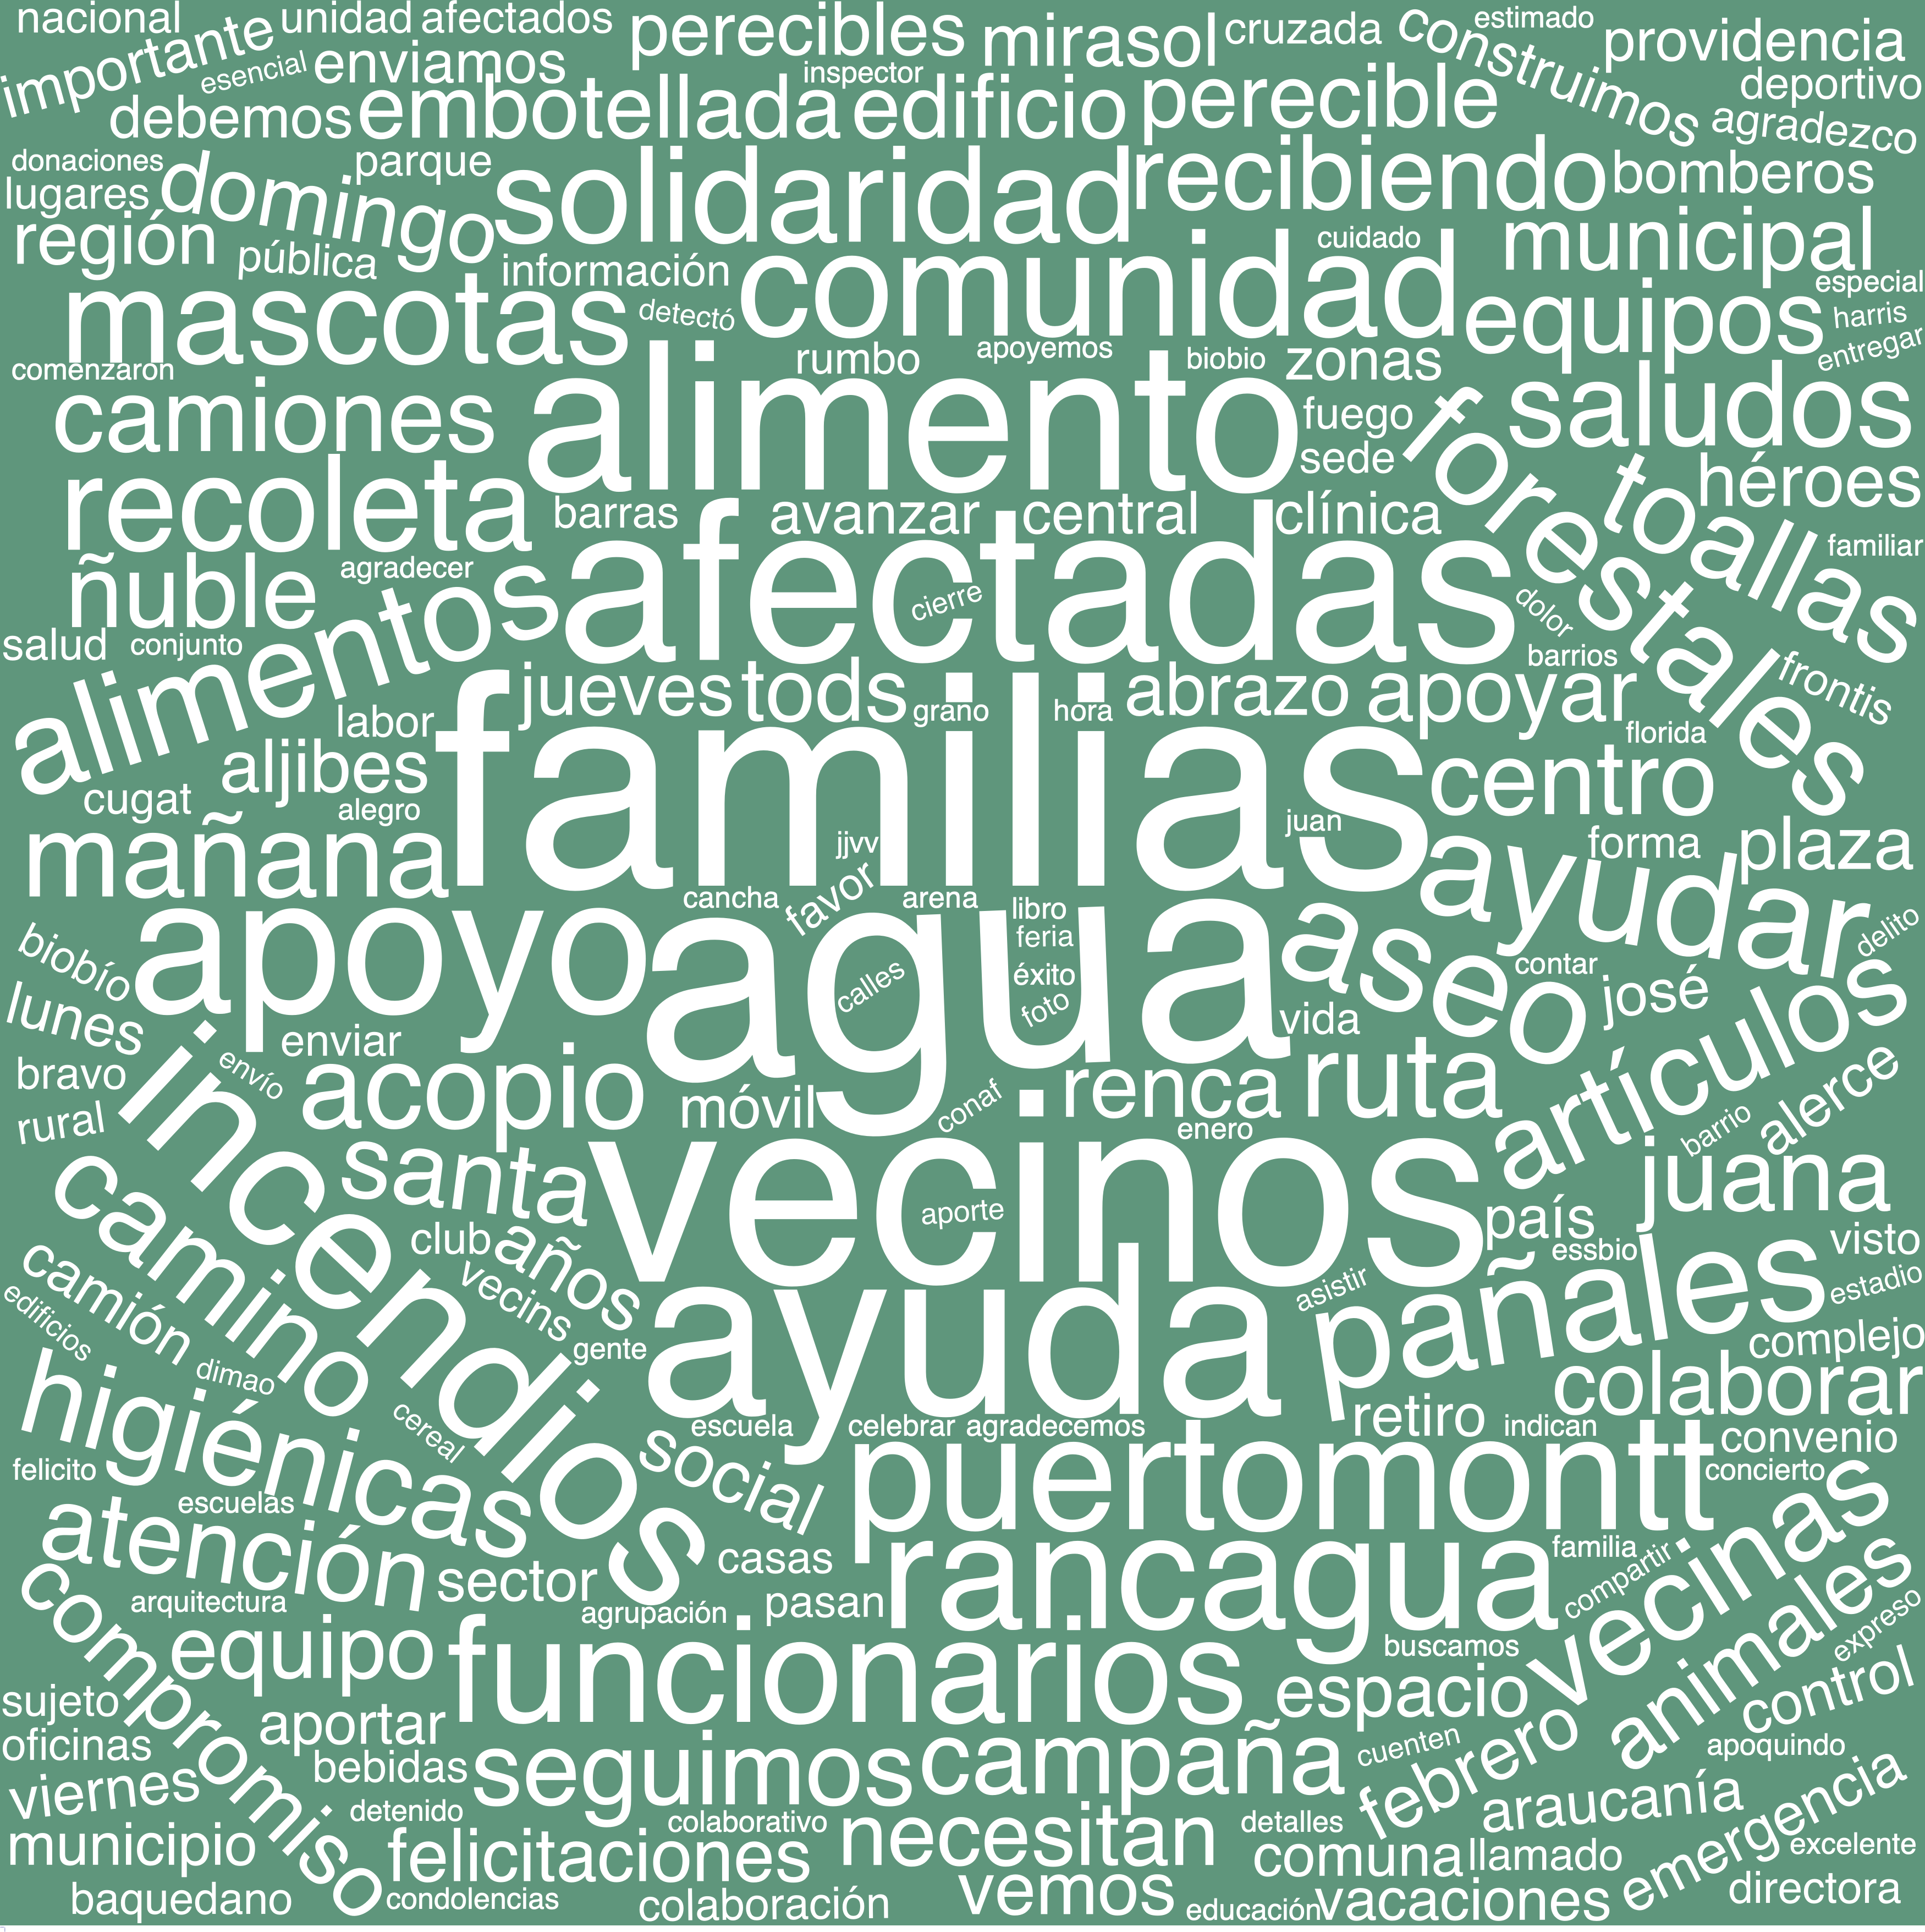 nacional unidad afectados perecibles mirasol cruzada construimos estimado providencia
importante esencial enviamos inspector deportivo
debemos embotellada edificio perecible agradezco
donaciones parque solidaridad recibiendo bomberos
lugares domingo
región pública información comunidad cuidado municipal
mascotas detectó equipos especial harris
comenzaron rumbo apoyemos biobio zonas entregar
camiones alimento fuego forestales saludos
recoleta sede toallas héroes
barras avanzar central clínica
ñuble agradecer alimentos afectadas cierre dolor familiar
salud conjunto barrios
jueves tods grano hora abrazo apoyar frontis
labor familias florida
aljibes centro
cugat alegro juan
mañana jjvv ayudar forma plaza
cancha favor arena libro
apoyo agua feria aseo delito
biobío calles éxito contar
lunes foto vida josé artículos
incendios enviar
bravo envío acopio móvil conaf renca ruta alerce
rural enero barrio
camino santa vecinos juana
aporte país
club años essbio visto
camión vecins ayuda asistir pañales estadio
edificios gente complejo
dimao colaborar
higiénicas cereal escuela celebrar agradecemos retiro indican
social puertomontt convenio
felicito concierto
escuelas vecinas
atención sector casas rancagua familia compartir animales
compromiso arquitectura agrupación pasan expreso
equipo funcionarios buscamos
sujeto espacio control
aportar
oficinas bebidas seguimos campaña cuenten febrero apoquindo
viernes araucanía
detenido colaborativo detalles
municipio felicitaciones necesitan comuna llamado emergencia excelente
baquedano condolencias colaboración vemos educación vacaciones directora